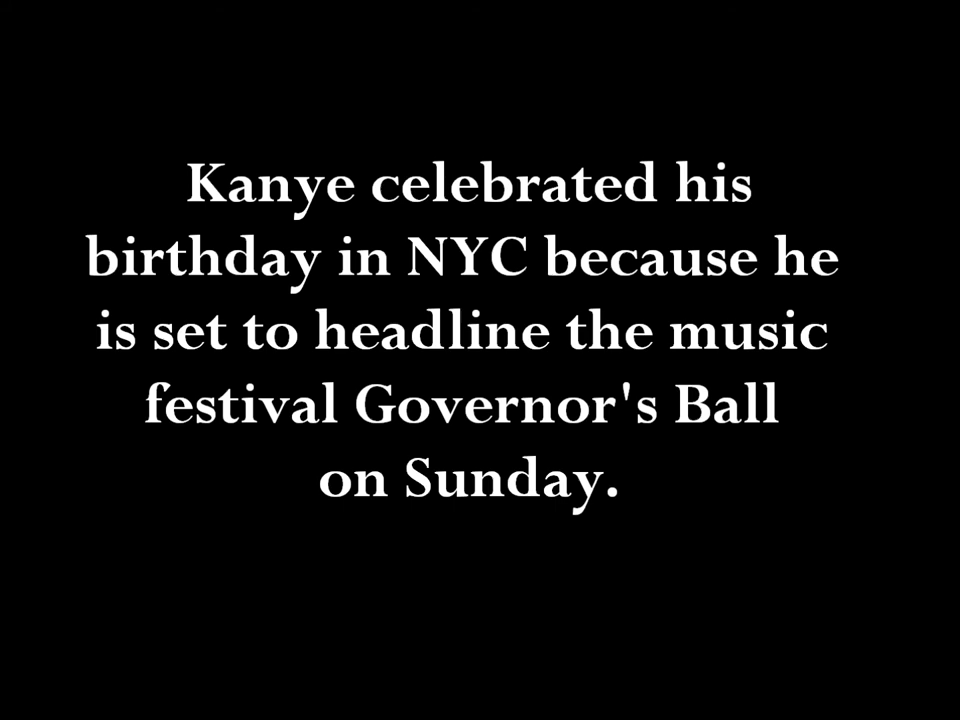 Kanye celebrated his
birthday in NYC because he
is set to headline the music
festival Governor's Ball
on Sunday.